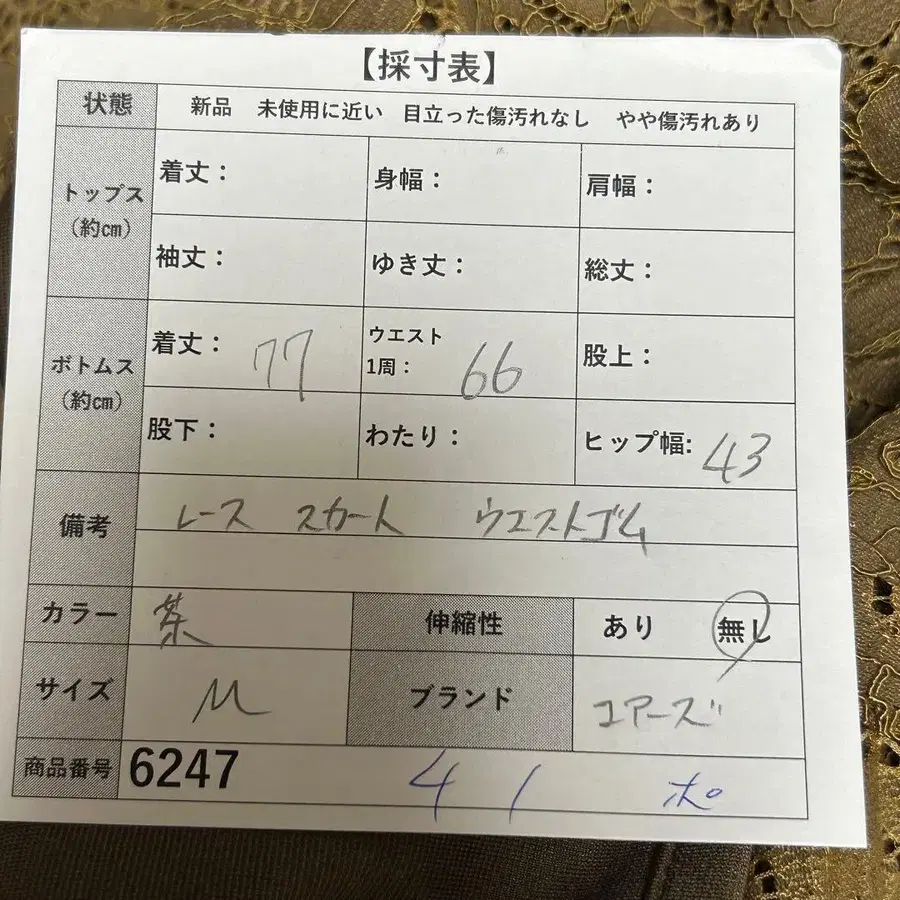 【採寸表】
状態 新品 未使用に近い 目立った傷汚れなし やや傷汚れあり
トップス (約cm)
着丈: 身幅: 肩幅:
袖丈: ゆき丈: 総丈:
ボトムス (約cm)
着丈: 77 ウエスト 1周: 66 股上:
股下: わたり: ヒップ幅: 43
備考 レース スカート ウエストゴム
カラー 茶 伸縮性 あり 無し
サイズ M ブランド コアーズ
商品番号 6247 4 1 ポ